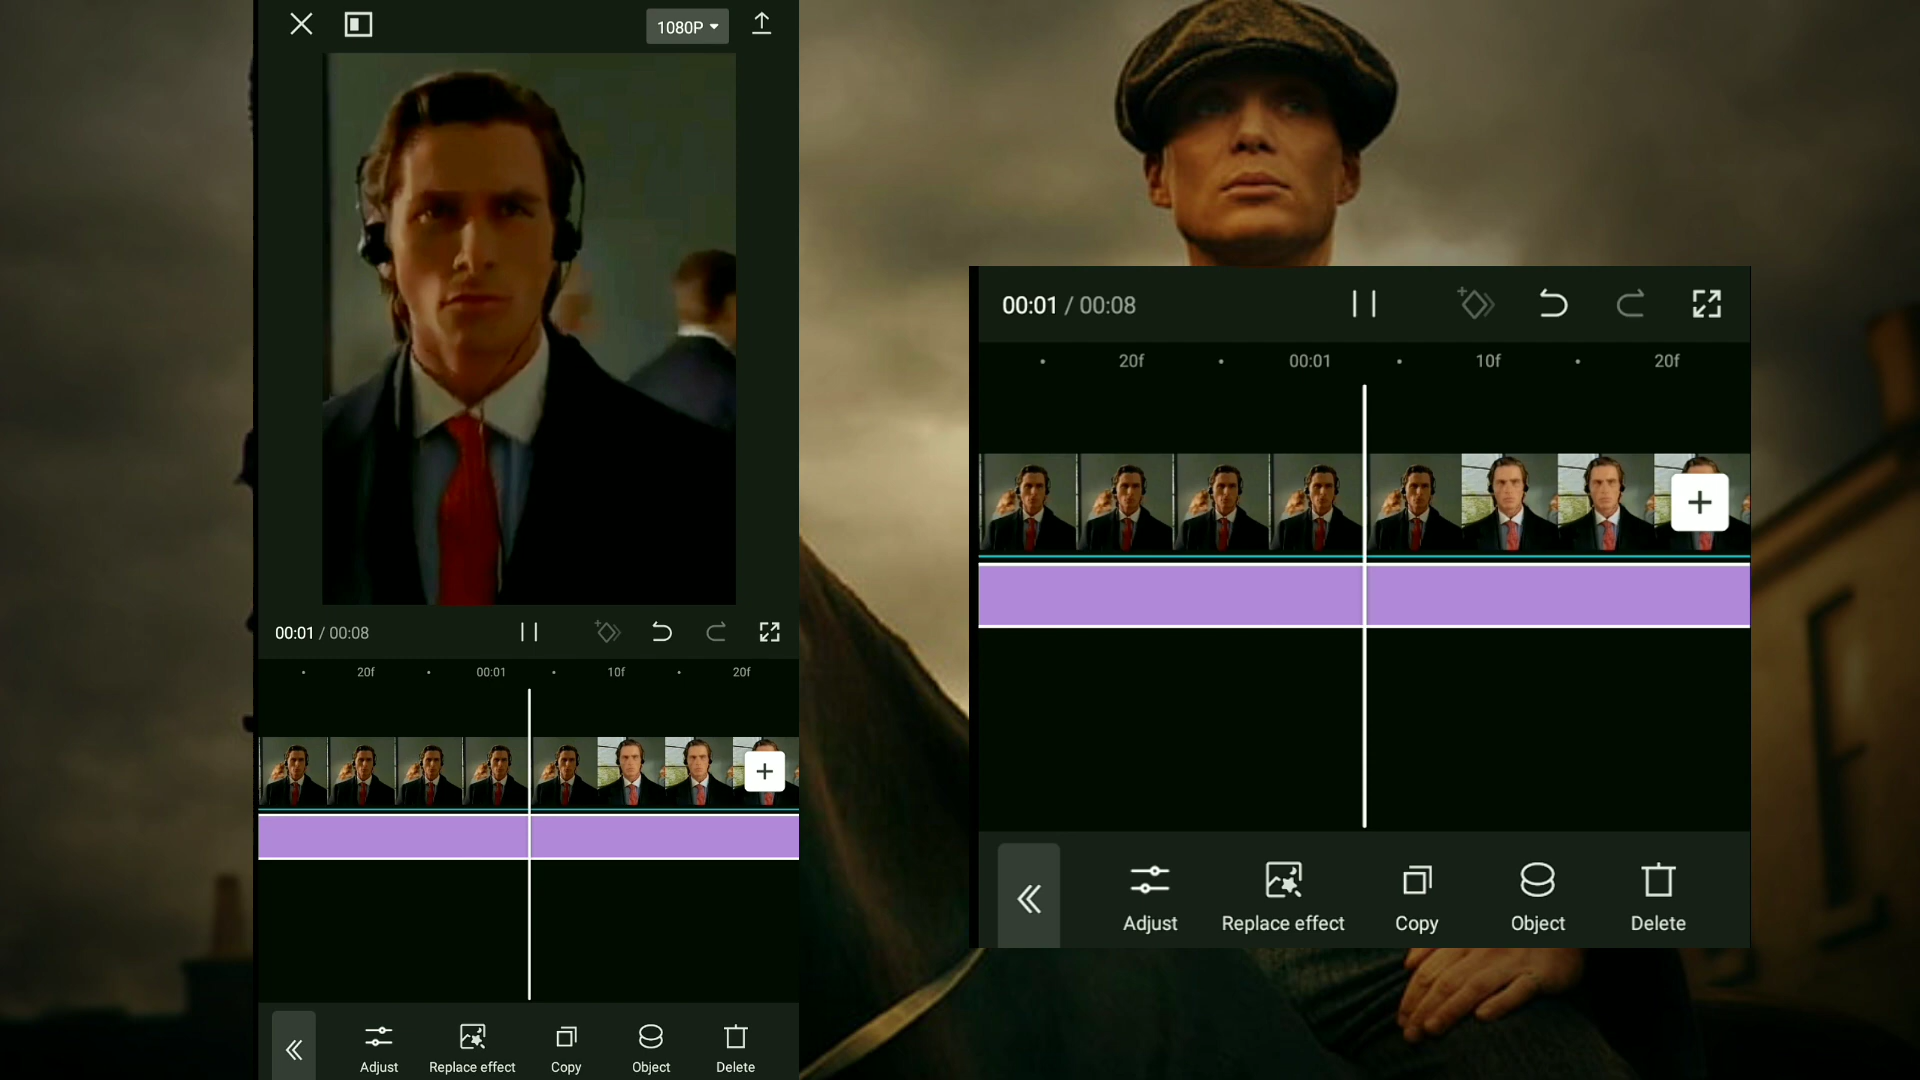 1080P
00:01 / 00:08
20f 00:01 10f 20f
Adjust Replace effect Copy Object Delete
00:01 / 00:08
20f 00:01 10f 20f
Adjust Replace effect Copy Object Delete